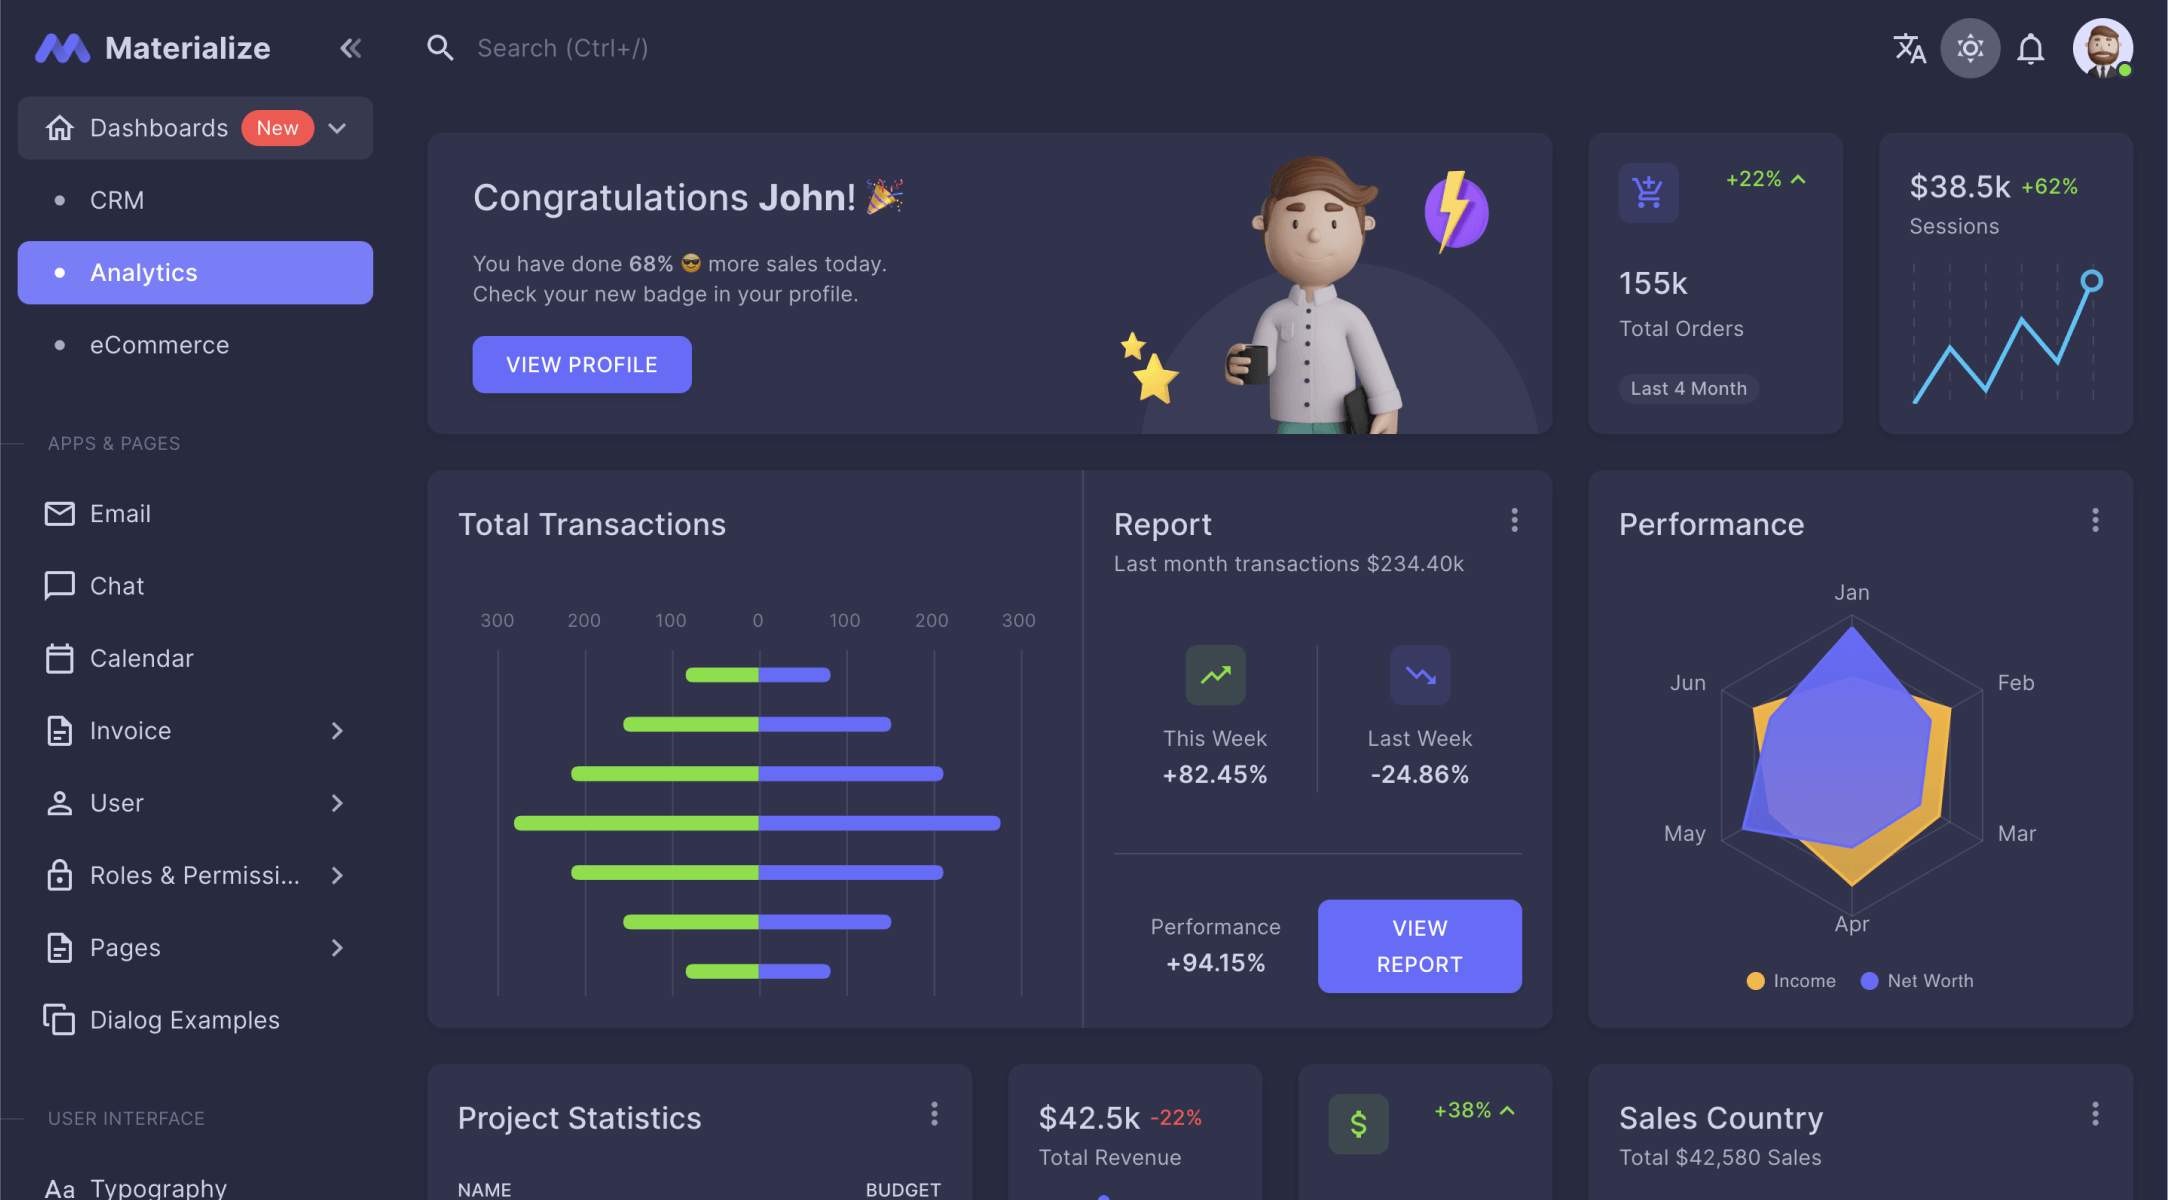 Materialize
Search (Ctrl+/)
Dashboards New
CRM
Analytics
eCommerce
APPS & PAGES
Email
Chat
Calendar
Invoice
User
Roles & Permissi...
Pages
Dialog Examples
USER INTERFACE
Aa Typography
Congratulations John! 🎉
You have done 68% 😎 more sales today.
Check your new badge in your profile.
VIEW PROFILE
+22%
155k
Total Orders
Last 4 Month
$38.5k +62%
Sessions
Total Transactions
300 200 100 0 100 200 300
Report
Last month transactions $234.40k
This Week
+82.45%
Last Week
-24.86%
Performance
+94.15%
VIEW
REPORT
Performance
Jan
Feb
Mar
Apr
May
Jun
Income
Net Worth
Project Statistics
NAME BUDGET
$42.5k -22%
Total Revenue
$
+38%
Sales Country
Total $42,580 Sales